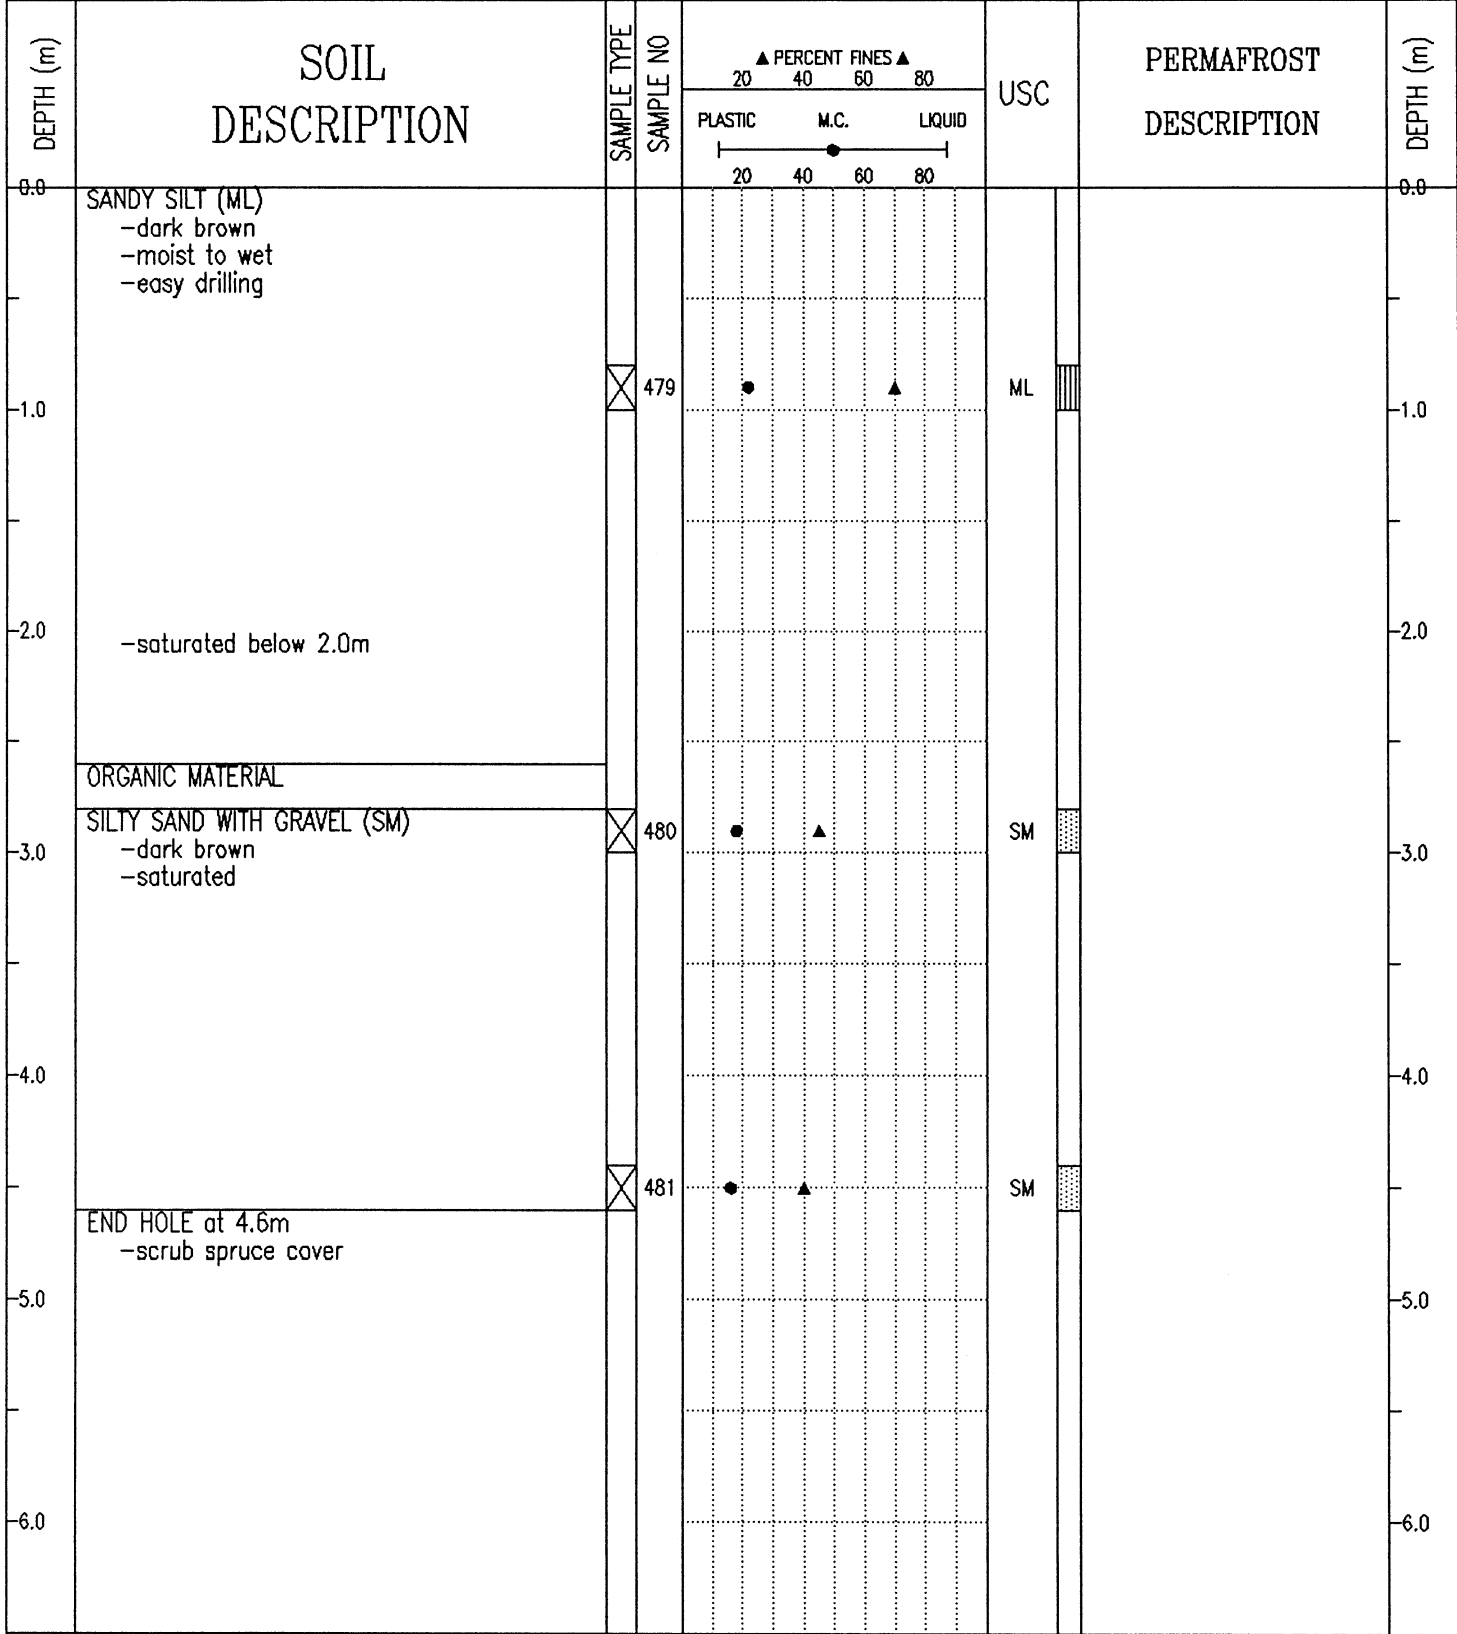 DEPTH (m)
SOIL
DESCRIPTION
SAMPLE TYPE
SAMPLE NO
▲ PERCENT FINES ▲
20 40 60 80
PLASTIC M.C. LIQUID
20 40 60 80
USC
PERMAFROST
DESCRIPTION
DEPTH (m)
0.0 0.0
SANDY SILT (ML)
-dark brown
-moist to wet
-easy drilling
479 ML
1.0 1.0
2.0 2.0
-saturated below 2.0m
ORGANIC MATERIAL
SILTY SAND WITH GRAVEL (SM)
480 SM
-dark brown
3.0 3.0
-saturated
4.0 4.0
481 SM
END HOLE at 4.6m
-scrub spruce cover
5.0 5.0
6.0 6.0